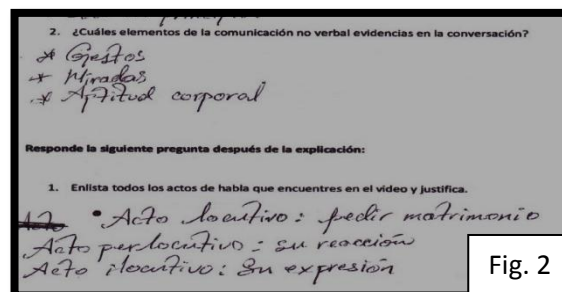 2. ¿Cuáles elementos de la comunicación no verbal evidencias en la conversación?
* Gestos
* Miradas
* Aptitud corporal
Responde la siguiente pregunta después de la explicación:
1. Enlista todos los actos de habla que encuentres en el video y justifica.
• Acto locutivo: pedir matrimonio
Acto perlocutivo: su reacción
Acto ilocutivo: su expresión
Fig. 2